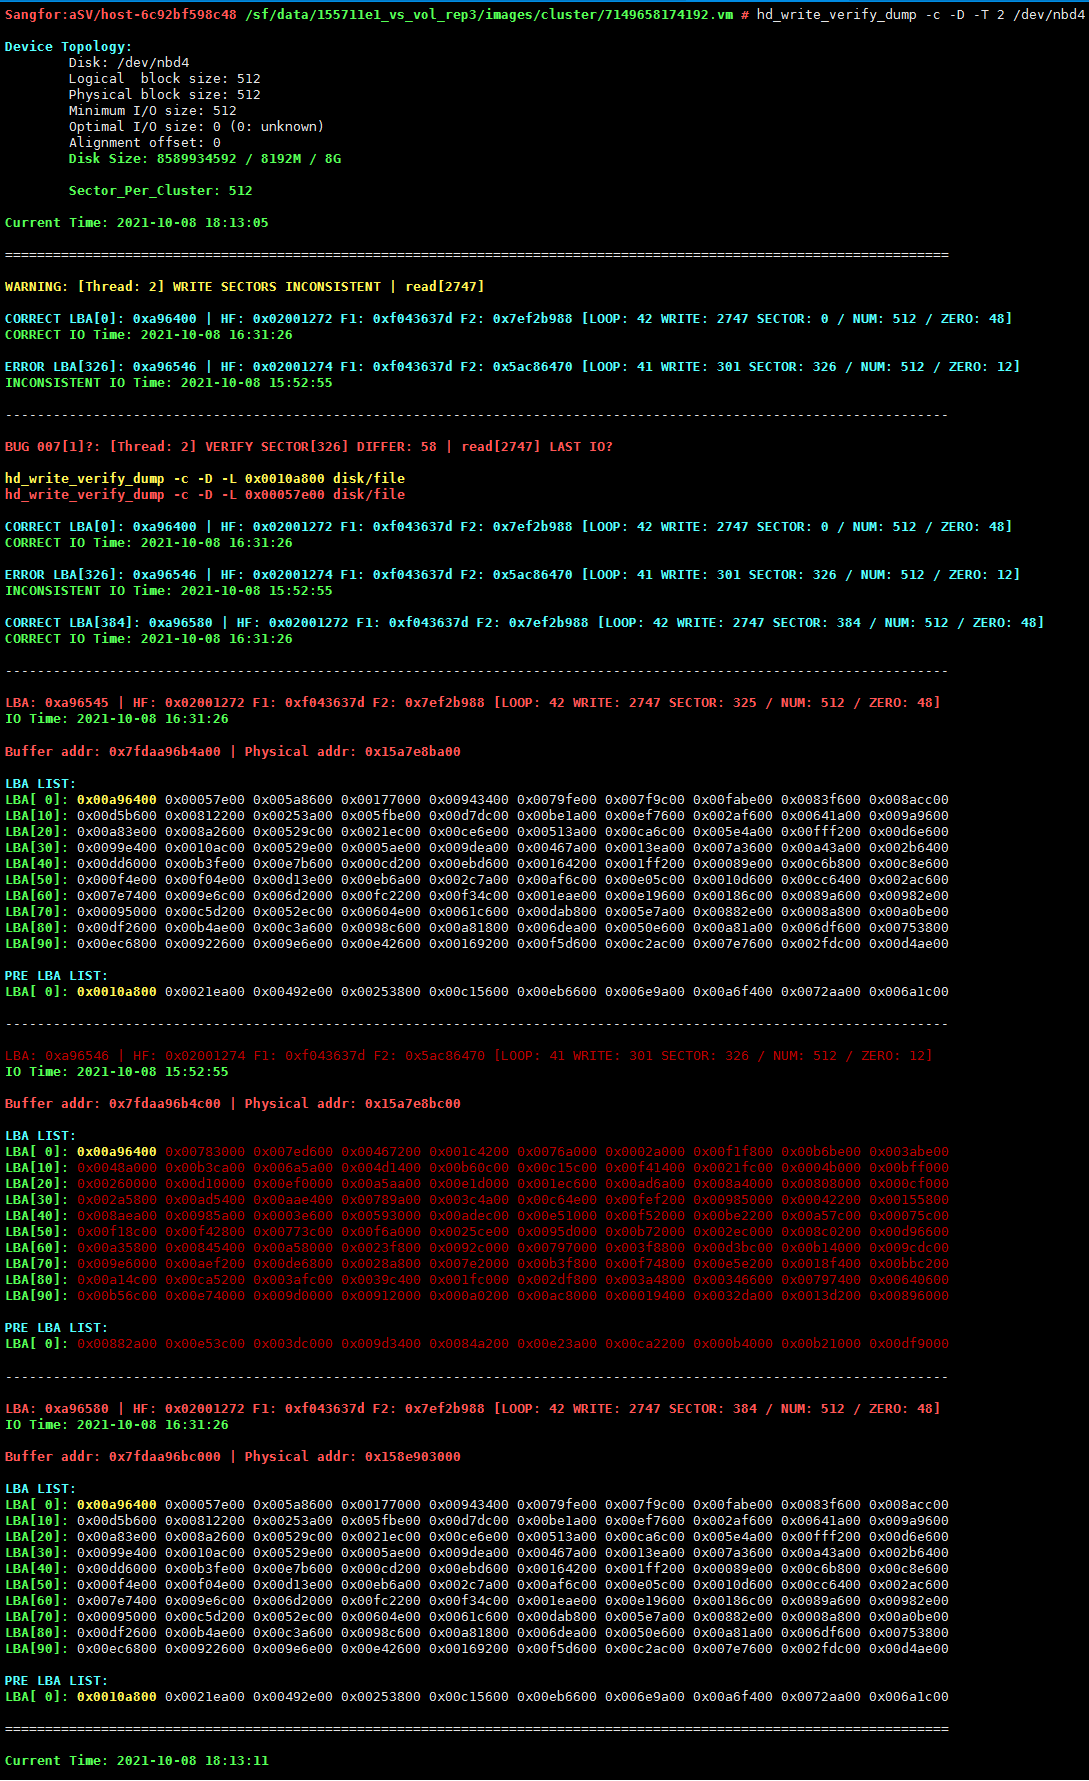 Sangfor:aSV/host-6c92bf598c48 /sf/data/155711e1_vs_vol_rep3/images/cluster/7149658174192.vm # hd_write_verify_dump -c -D -T 2 /dev/nbd4
Device Topology:
Disk: /dev/nbd4
Logical  block size: 512
Physical block size: 512
Minimum I/O size: 512
Optimal I/O size: 0 (0: unknown)
Alignment offset: 0
Disk Size: 8589934592 / 8192M / 8G
Sector_Per_Cluster: 512
Current Time: 2021-10-08 18:13:05
======================================================================================================================
WARNING: [Thread: 2] WRITE SECTORS INCONSISTENT | read[2747]
CORRECT LBA[0]: 0xa96400 | HF: 0x02001272 F1: 0xf043637d F2: 0x7ef2b988 [LOOP: 42 WRITE: 2747 SECTOR: 0 / NUM: 512 / ZERO: 48]
CORRECT IO Time: 2021-10-08 16:31:26
ERROR LBA[326]: 0xa96546 | HF: 0x02001274 F1: 0xf043637d F2: 0x5ac86470 [LOOP: 41 WRITE: 301 SECTOR: 326 / NUM: 512 / ZERO: 12]
INCONSISTENT IO Time: 2021-10-08 15:52:55
----------------------------------------------------------------------------------------------------------------------
BUG 007[1]?: [Thread: 2] VERIFY SECTOR[326] DIFFER: 58 | read[2747] LAST IO?
hd_write_verify_dump -c -D -L 0x0010a800 disk/file
hd_write_verify_dump -c -D -L 0x00057e00 disk/file
CORRECT LBA[0]: 0xa96400 | HF: 0x02001272 F1: 0xf043637d F2: 0x7ef2b988 [LOOP: 42 WRITE: 2747 SECTOR: 0 / NUM: 512 / ZERO: 48]
CORRECT IO Time: 2021-10-08 16:31:26
ERROR LBA[326]: 0xa96546 | HF: 0x02001274 F1: 0xf043637d F2: 0x5ac86470 [LOOP: 41 WRITE: 301 SECTOR: 326 / NUM: 512 / ZERO: 12]
INCONSISTENT IO Time: 2021-10-08 15:52:55
CORRECT LBA[384]: 0xa96580 | HF: 0x02001272 F1: 0xf043637d F2: 0x7ef2b988 [LOOP: 42 WRITE: 2747 SECTOR: 384 / NUM: 512 / ZERO: 48]
CORRECT IO Time: 2021-10-08 16:31:26
----------------------------------------------------------------------------------------------------------------------
LBA: 0xa96545 | HF: 0x02001272 F1: 0xf043637d F2: 0x7ef2b988 [LOOP: 42 WRITE: 2747 SECTOR: 325 / NUM: 512 / ZERO: 48]
IO Time: 2021-10-08 16:31:26
Buffer addr: 0x7fdaa96b4a00 | Physical addr: 0x15a7e8ba00
LBA LIST:
LBA[ 0]: 0x00a96400 0x00057e00 0x005a8600 0x00177000 0x00943400 0x0079fe00 0x007f9c00 0x00fabe00 0x0083f600 0x008acc00
LBA[10]: 0x00d5b600 0x00812200 0x00253a00 0x005fbe00 0x00d7dc00 0x00be1a00 0x00ef7600 0x002af600 0x00641a00 0x009a9600
LBA[20]: 0x00a83e00 0x008a2600 0x00529c00 0x0021ec00 0x00ce6e00 0x00513a00 0x00ca6c00 0x005e4a00 0x00fff200 0x00d6e600
LBA[30]: 0x0099e400 0x0010ac00 0x00529e00 0x0005ae00 0x009dea00 0x00467a00 0x0013ea00 0x007a3600 0x00a43a00 0x002b6400
LBA[40]: 0x00dd6000 0x00b3fe00 0x00e7b600 0x000cd200 0x00ebd600 0x00164200 0x001ff200 0x00089e00 0x00c6b800 0x00c8e600
LBA[50]: 0x000f4e00 0x00f04e00 0x00d13e00 0x00eb6a00 0x002c7a00 0x00af6c00 0x00e05c00 0x0010d600 0x00cc6400 0x002ac600
LBA[60]: 0x007e7400 0x009e6c00 0x006d2000 0x00fc2200 0x00f34c00 0x001eae00 0x00e19600 0x00186c00 0x0089a600 0x00982e00
LBA[70]: 0x00095000 0x00c5d200 0x0052ec00 0x00604e00 0x0061c600 0x00dab800 0x005e7a00 0x00882e00 0x0008a800 0x00a0be00
LBA[80]: 0x00df2600 0x00b4ae00 0x00c3a600 0x0098c600 0x00a81800 0x006dea00 0x0050e600 0x00a81a00 0x006df600 0x00753800
LBA[90]: 0x00ec6800 0x00922600 0x009e6e00 0x00e42600 0x00169200 0x00f5d600 0x00c2ac00 0x007e7600 0x002fdc00 0x00d4ae00
PRE LBA LIST:
LBA[ 0]: 0x0010a800 0x0021ea00 0x00492e00 0x00253800 0x00c15600 0x00eb6600 0x006e9a00 0x00a6f400 0x0072aa00 0x006a1c00
----------------------------------------------------------------------------------------------------------------------
LBA: 0xa96546 | HF: 0x02001274 F1: 0xf043637d F2: 0x5ac86470 [LOOP: 41 WRITE: 301 SECTOR: 326 / NUM: 512 / ZERO: 12]
IO Time: 2021-10-08 15:52:55
Buffer addr: 0x7fdaa96b4c00 | Physical addr: 0x15a7e8bc00
LBA LIST:
LBA[ 0]: 0x00a96400 0x00783000 0x007ed600 0x00467200 0x001c4200 0x0076a000 0x0002a000 0x00f1f800 0x00b6be00 0x003abe00
LBA[10]: 0x0048a000 0x00b3ca00 0x006a5a00 0x004d1400 0x00b60c00 0x00c15c00 0x00f41400 0x0021fc00 0x0004b000 0x00bff000
LBA[20]: 0x00260000 0x00d10000 0x00ef0000 0x00a5aa00 0x00e1d000 0x001ec600 0x00ad6a00 0x008a4000 0x00808000 0x000cf000
LBA[30]: 0x002a5800 0x00ad5400 0x00aae400 0x00789a00 0x003c4a00 0x00c64e00 0x00fef200 0x00985000 0x00042200 0x00155800
LBA[40]: 0x008aea00 0x00985a00 0x0003e600 0x00593000 0x00adec00 0x00e51000 0x00f52000 0x00be2200 0x00a57c00 0x00075c00
LBA[50]: 0x00f18c00 0x00f42800 0x00773c00 0x00f6a000 0x0025ce00 0x0095d000 0x00b72000 0x002ec000 0x008c0200 0x00d96600
LBA[60]: 0x00a35800 0x00845400 0x00a58000 0x0023f800 0x0092c000 0x00797000 0x003f8800 0x00d3bc00 0x00b14000 0x009cdc00
LBA[70]: 0x009e6000 0x00aef200 0x00de6800 0x0028a800 0x007e2000 0x00b3f800 0x00f74800 0x00e5e200 0x0018f400 0x00bbc200
LBA[80]: 0x00a14c00 0x00ca5200 0x003afc00 0x0039c400 0x001fc000 0x002df800 0x003a4800 0x00346600 0x00797400 0x00640600
LBA[90]: 0x00b56c00 0x00e74000 0x009d0000 0x00912000 0x000a0200 0x00ac8000 0x00019400 0x0032da00 0x0013d200 0x00896000
PRE LBA LIST:
LBA[ 0]: 0x00882a00 0x00e53c00 0x003dc000 0x009d3400 0x0084a200 0x00e23a00 0x00ca2200 0x000b4000 0x00b21000 0x00df9000
----------------------------------------------------------------------------------------------------------------------
LBA: 0xa96580 | HF: 0x02001272 F1: 0xf043637d F2: 0x7ef2b988 [LOOP: 42 WRITE: 2747 SECTOR: 384 / NUM: 512 / ZERO: 48]
IO Time: 2021-10-08 16:31:26
Buffer addr: 0x7fdaa96bc000 | Physical addr: 0x158e903000
LBA LIST:
LBA[ 0]: 0x00a96400 0x00057e00 0x005a8600 0x00177000 0x00943400 0x0079fe00 0x007f9c00 0x00fabe00 0x0083f600 0x008acc00
LBA[10]: 0x00d5b600 0x00812200 0x00253a00 0x005fbe00 0x00d7dc00 0x00be1a00 0x00ef7600 0x002af600 0x00641a00 0x009a9600
LBA[20]: 0x00a83e00 0x008a2600 0x00529c00 0x0021ec00 0x00ce6e00 0x00513a00 0x00ca6c00 0x005e4a00 0x00fff200 0x00d6e600
LBA[30]: 0x0099e400 0x0010ac00 0x00529e00 0x0005ae00 0x009dea00 0x00467a00 0x0013ea00 0x007a3600 0x00a43a00 0x002b6400
LBA[40]: 0x00dd6000 0x00b3fe00 0x00e7b600 0x000cd200 0x00ebd600 0x00164200 0x001ff200 0x00089e00 0x00c6b800 0x00c8e600
LBA[50]: 0x000f4e00 0x00f04e00 0x00d13e00 0x00eb6a00 0x002c7a00 0x00af6c00 0x00e05c00 0x0010d600 0x00cc6400 0x002ac600
LBA[60]: 0x007e7400 0x009e6c00 0x006d2000 0x00fc2200 0x00f34c00 0x001eae00 0x00e19600 0x00186c00 0x0089a600 0x00982e00
LBA[70]: 0x00095000 0x00c5d200 0x0052ec00 0x00604e00 0x0061c600 0x00dab800 0x005e7a00 0x00882e00 0x0008a800 0x00a0be00
LBA[80]: 0x00df2600 0x00b4ae00 0x00c3a600 0x0098c600 0x00a81800 0x006dea00 0x0050e600 0x00a81a00 0x006df600 0x00753800
LBA[90]: 0x00ec6800 0x00922600 0x009e6e00 0x00e42600 0x00169200 0x00f5d600 0x00c2ac00 0x007e7600 0x002fdc00 0x00d4ae00
PRE LBA LIST:
LBA[ 0]: 0x0010a800 0x0021ea00 0x00492e00 0x00253800 0x00c15600 0x00eb6600 0x006e9a00 0x00a6f400 0x0072aa00 0x006a1c00
======================================================================================================================
Current Time: 2021-10-08 18:13:11